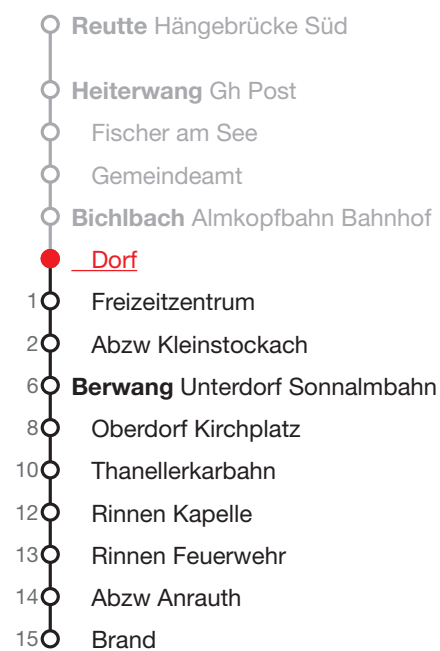 Reutte Hängebrücke Süd
Heiterwang Gh Post
Fischer am See
Gemeindeamt
Bichlbach Almkopfbahn Bahnhof
Dorf
1 Freizeitzentrum
2 Abzw Kleinstockach
6 Berwang Unterdorf Sonnalmbahn
8 Oberdorf Kirchplatz
10 Thanellerkarbahn
12 Rinnen Kapelle
13 Rinnen Feuerwehr
14 Abzw Anrauth
15 Brand